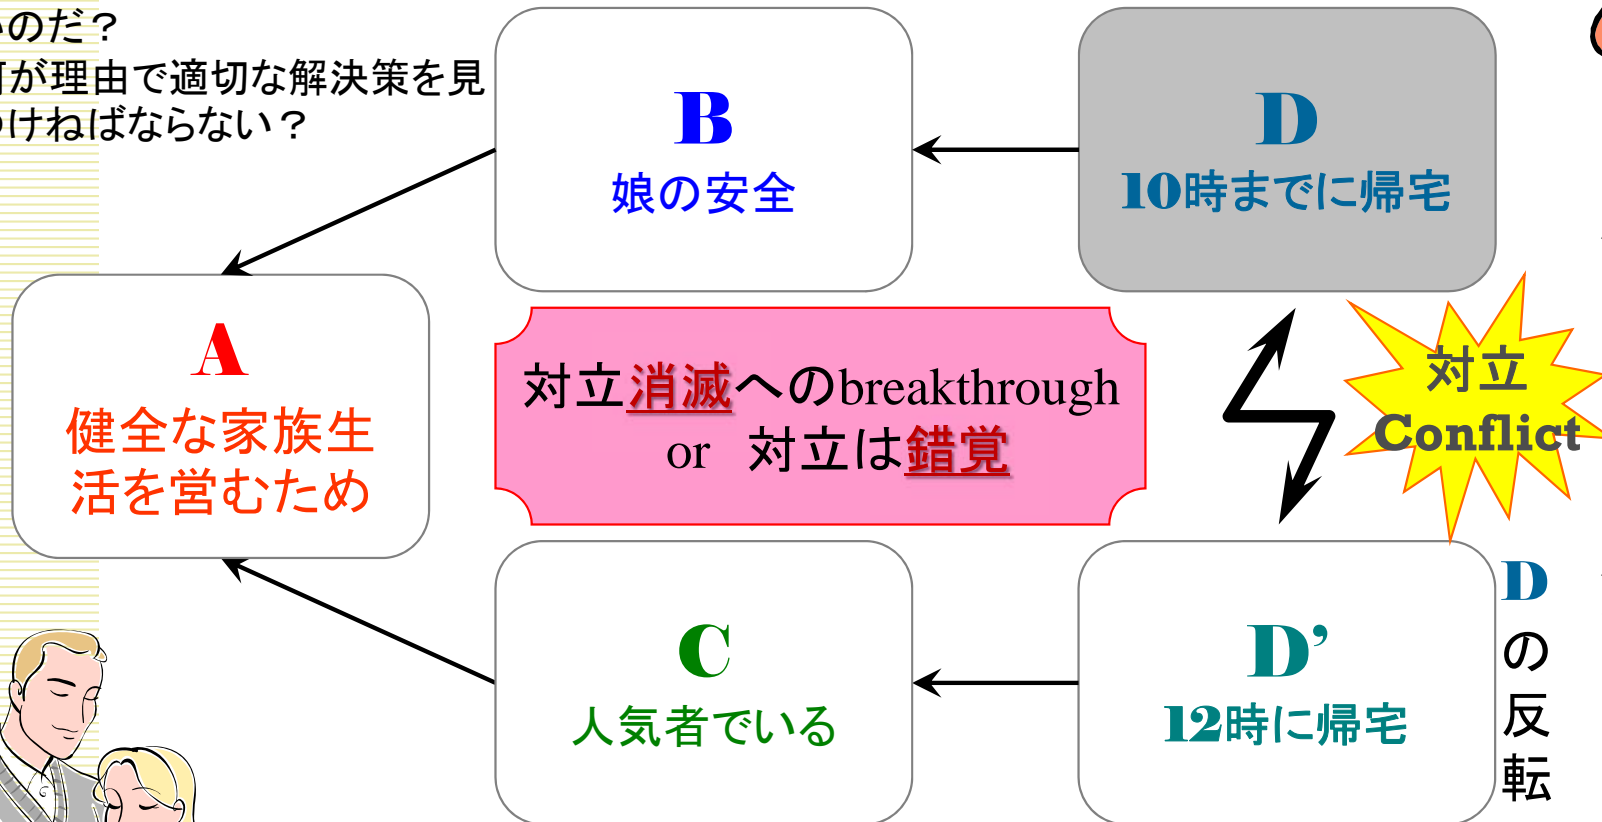 のだ？
が理由で適切な解決策を見
けねばならない？
B
娘の安全
D
10時までに帰宅
A
健全な家族生
活を営むため
対立消滅へのbreakthrough
or 対立は錯覚
対立
Conflict
C
人気者でいる
D’
12時に帰宅
D
の
反
転